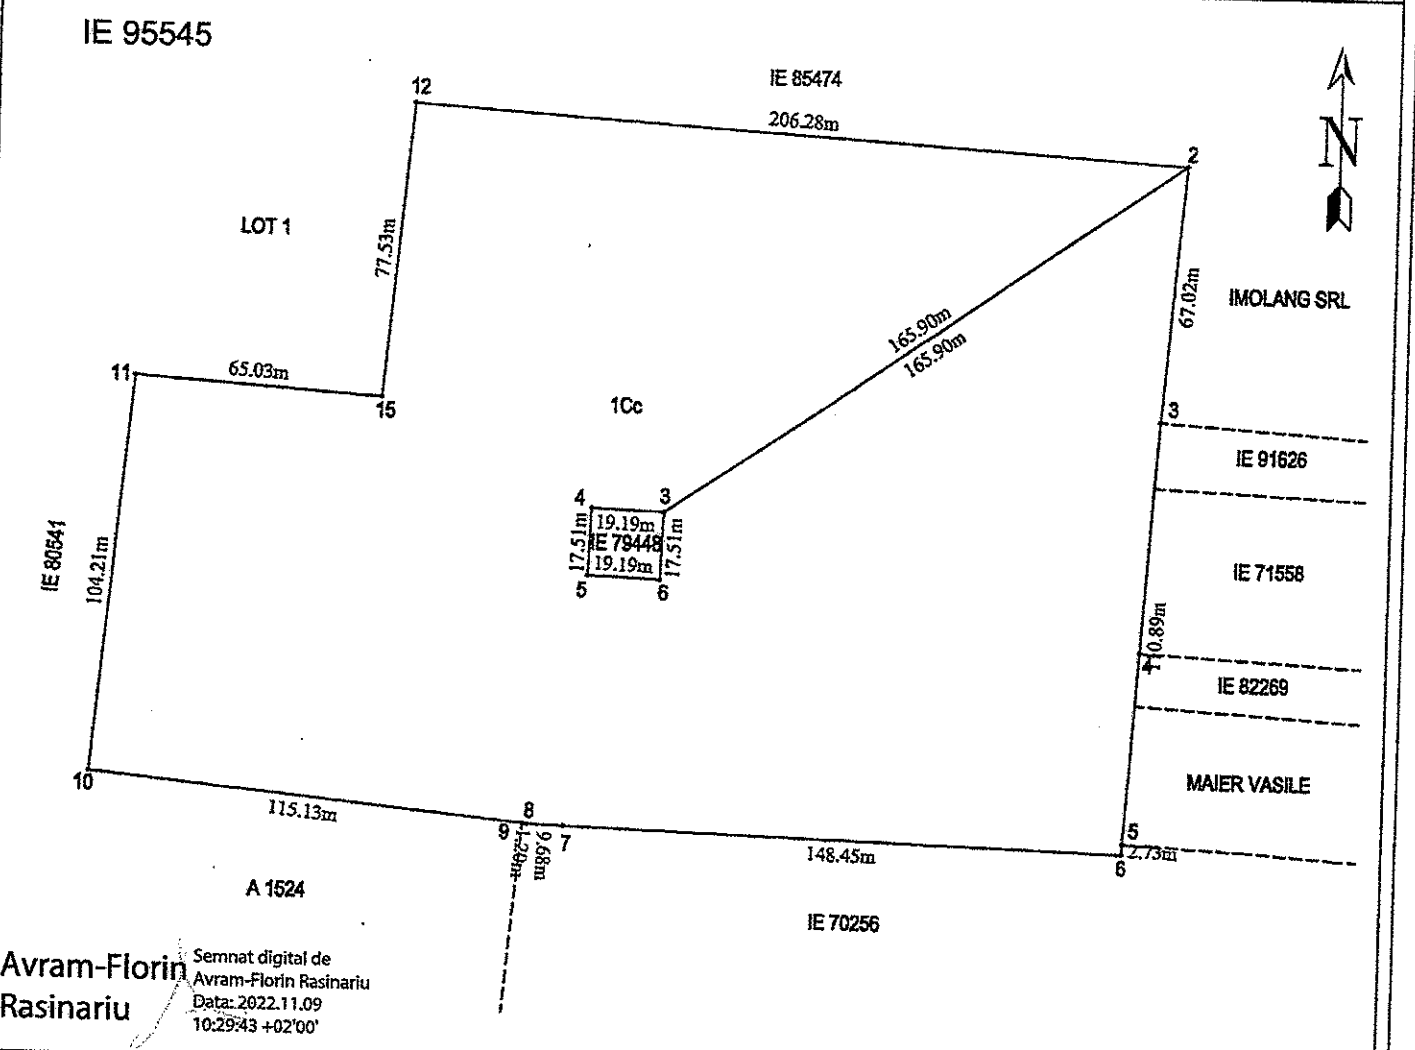 IE 95545
12
IE 85474
206.28m
2
N
LOT 1
77.53m
67.02m
IMOLANG SRL
165.90m
165.90m
11
65.03m
15
1Cc
3
IE 91626
4
3
19.19m
17.51m
IE 79448
17.51m
19.19m
5
6
IE 80541
104.21m
IE 71558
110.89m
4
IE 82269
10
115.13m
MAIER VASILE
8
9
1.20m
9.68m
7
148.45m
5
2.73m
6
A 1524
IE 70256
Avram-Florin
Rasinariu
Semnat digital de
Avram-Florin Rasinariu
Data: 2022.11.09
10:29:43 +02'00'